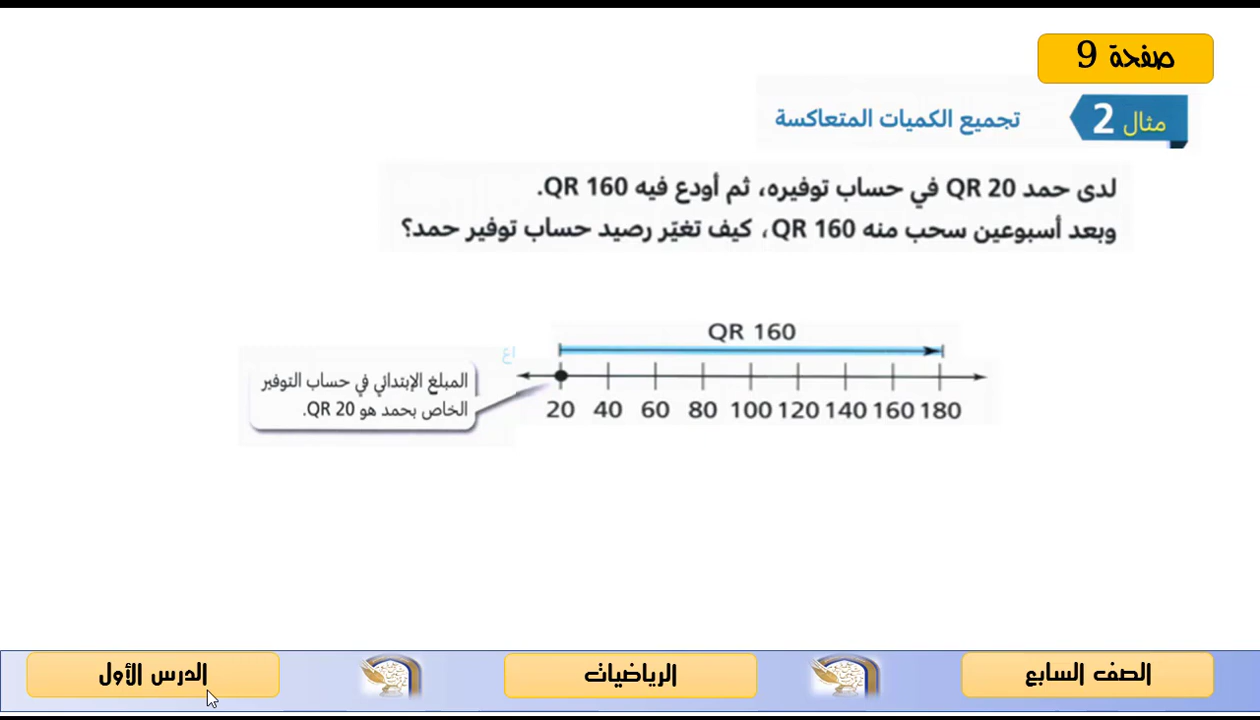 صفحة 9
مثال 2 تجميع الكميات المتعاكسة
لدى حمد QR 20 في حساب توفيره، ثم أودع فيه QR 160.
وبعد أسبوعين سحب منه QR 160، كيف تغيّر رصيد حساب توفير حمد؟
QR 160
المبلغ الإبتدائي في حساب التوفير
الخاص بحمد هو QR 20.
20 40 60 80 100 120 140 160 180
الصف السابع
الرياضيات
الدرس الأول